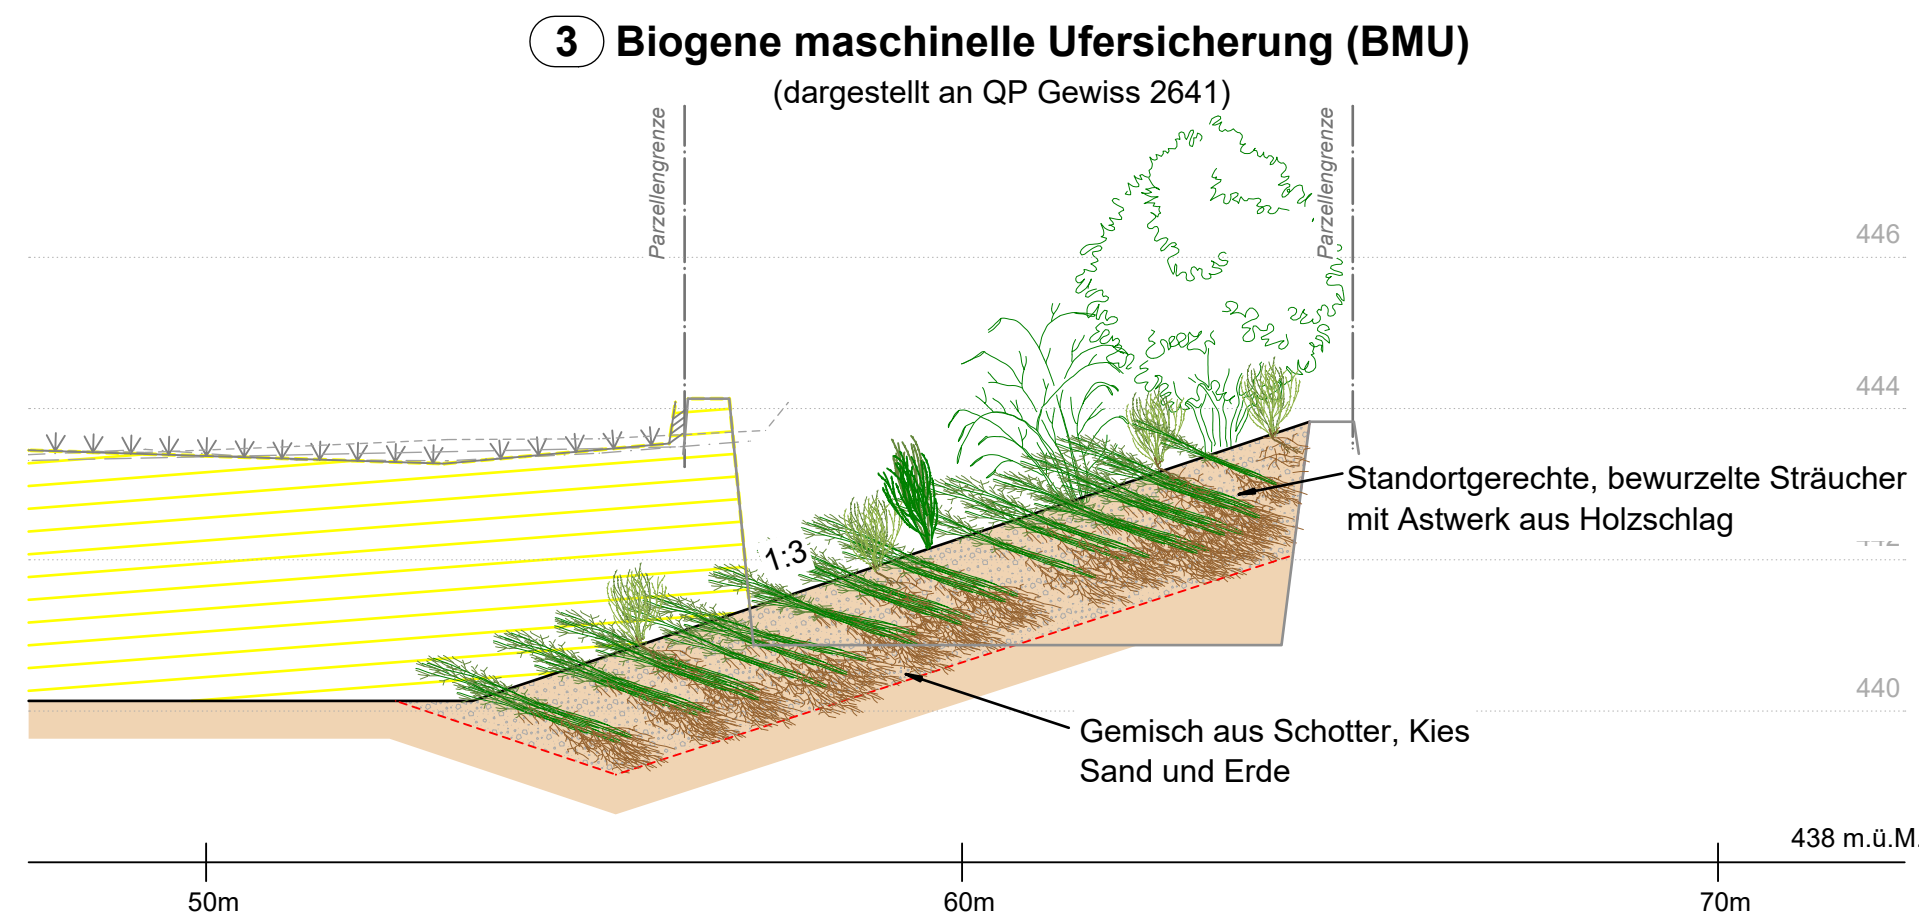 3 Biogene maschinelle Ufersicherung (BMU)
(dargestellt an QP Gewiss 2641)
Parzellengrenze
Parzellengrenze
446
444
Standortgerechte, bewurzelte Sträucher
mit Astwerk aus Holzschlag
1:3
440
Gemisch aus Schotter, Kies
Sand und Erde
438 m.ü.M.
50m
60m
70m